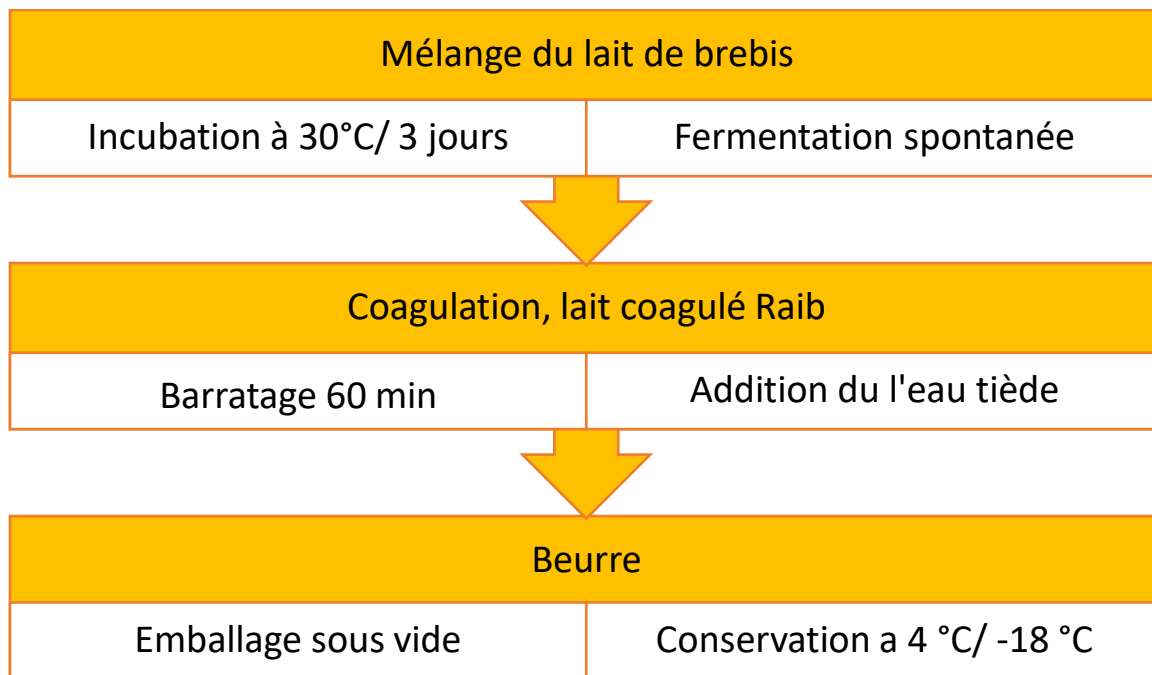 Mélange du lait de brebis
Incubation à 30°C/ 3 jours
Fermentation spontanée
Coagulation, lait coagulé Raib
Barratage 60 min
Addition du l'eau tiède
Beurre
Emballage sous vide
Conservation a 4 °C/ -18 °C